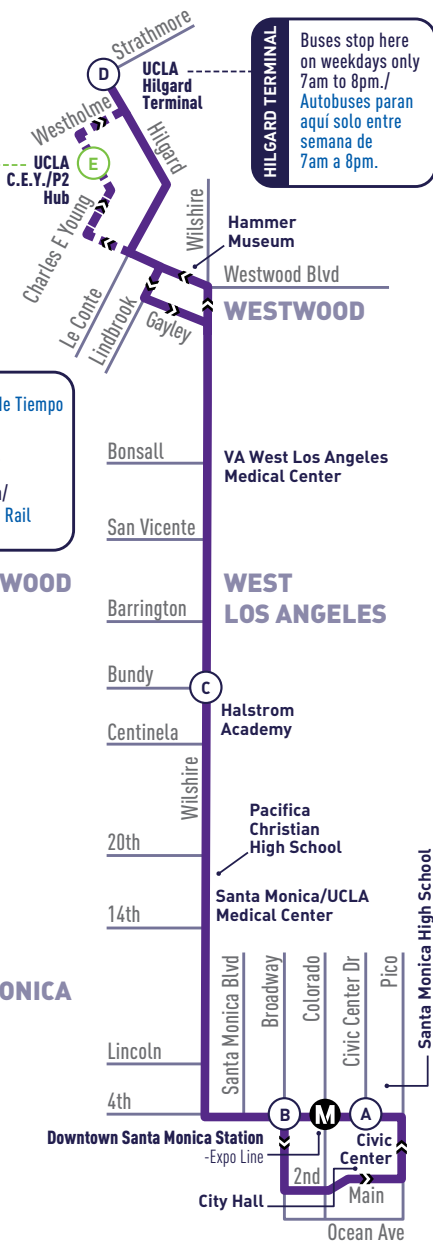 Strathmore
D
UCLA
Hilgard
Terminal
HILGARD TERMINAL
Buses stop here
on weekdays only
7am to 8pm./
Autobuses paran
aquí solo entre
semana de
7am a 8pm.
Westholme
Hilgard
E
UCLA
C.E.Y./P2
Hub
Charles E Young
Wilshire
Hammer
Museum
Westwood Blvd
WESTWOOD
Le Conte
Lindbrook
Gayley
de Tiempo
Rail
Bonsall
VA West Los Angeles
Medical Center
San Vicente
WOOD
WEST
LOS ANGELES
Barrington
Bundy
C
Halstrom
Academy
Centinela
Wilshire
Pacifica
Christian
High School
20th
Santa Monica/UCLA
Medical Center
14th
Santa Monica High School
ONICA
Santa Monica Blvd
Broadway
Colorado
Civic Center Dr
Pico
Lincoln
4th
B
M
A
Downtown Santa Monica Station
-Expo Line
Civic
Center
2nd
Main
City Hall
Ocean Ave